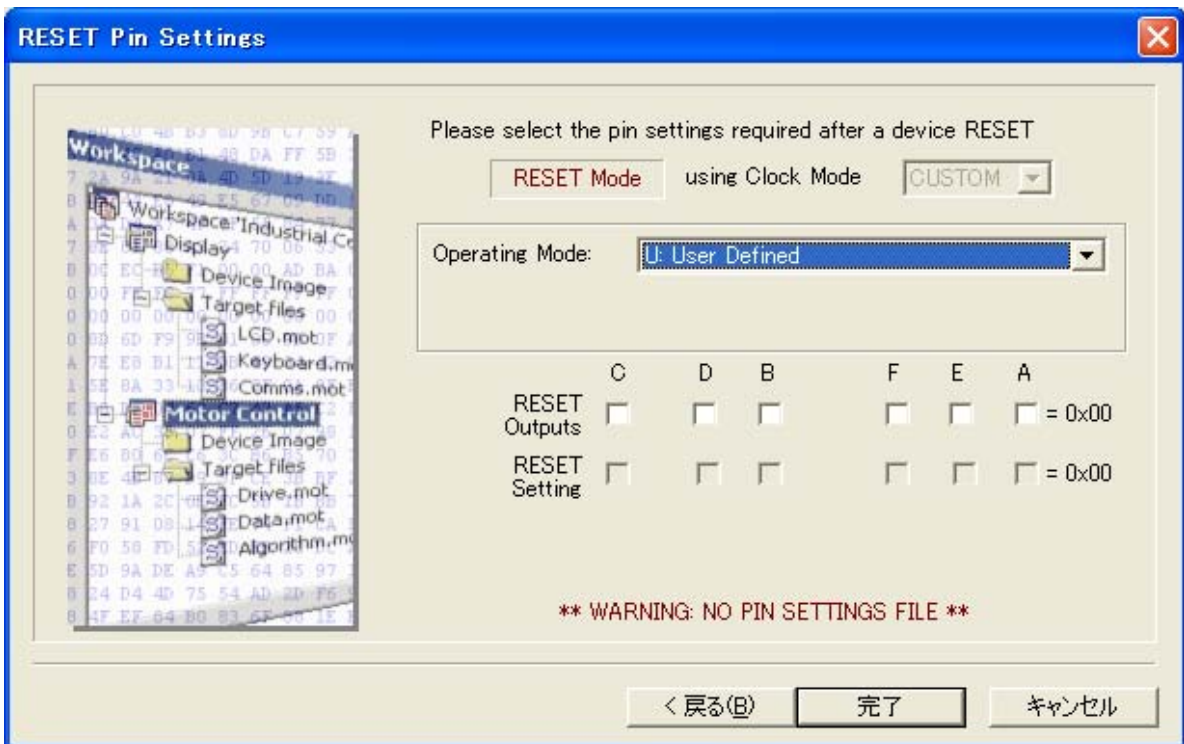 RESET Pin Settings
Please select the pin settings required after a device RESET
RESET Mode using Clock Mode CUSTOM
Operating Mode: U: User Defined
C D B F E A
RESET Outputs = 0x00
RESET Setting = 0x00
** WARNING: NO PIN SETTINGS FILE **
Workspace
Workspace 'Industrial Co
Display
Device Image
Target files
LCD.mot
Keyboard.m
Comms.mot
Motor Control
Device Image
Target files
Drive.mot
Data.mot
Algorithm.mo
< 戻る(B) 完了 キャンセル